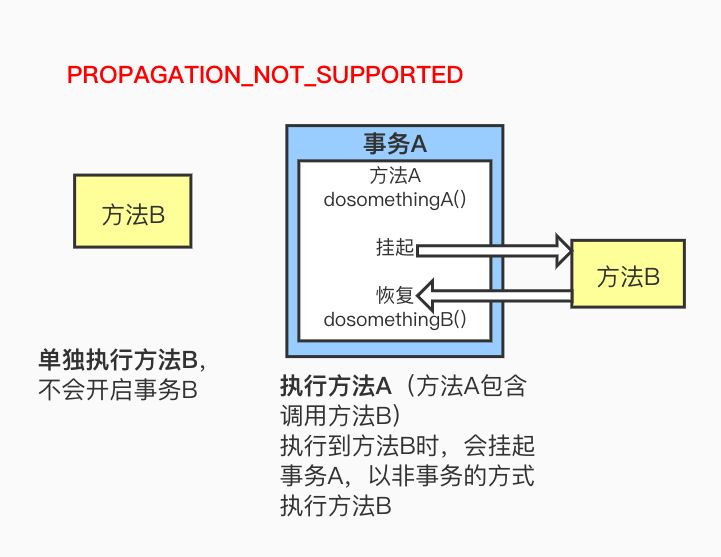 PROPAGATION_NOT_SUPPORTED
事务A
方法A
dosomethingA()
方法B
挂起
方法B
恢复
dosomethingB()
单独执行方法B，
不会开启事务B
执行方法A（方法A包含
调用方法B）
执行到方法B时，会挂起
事务A，以非事务的方式
执行方法B